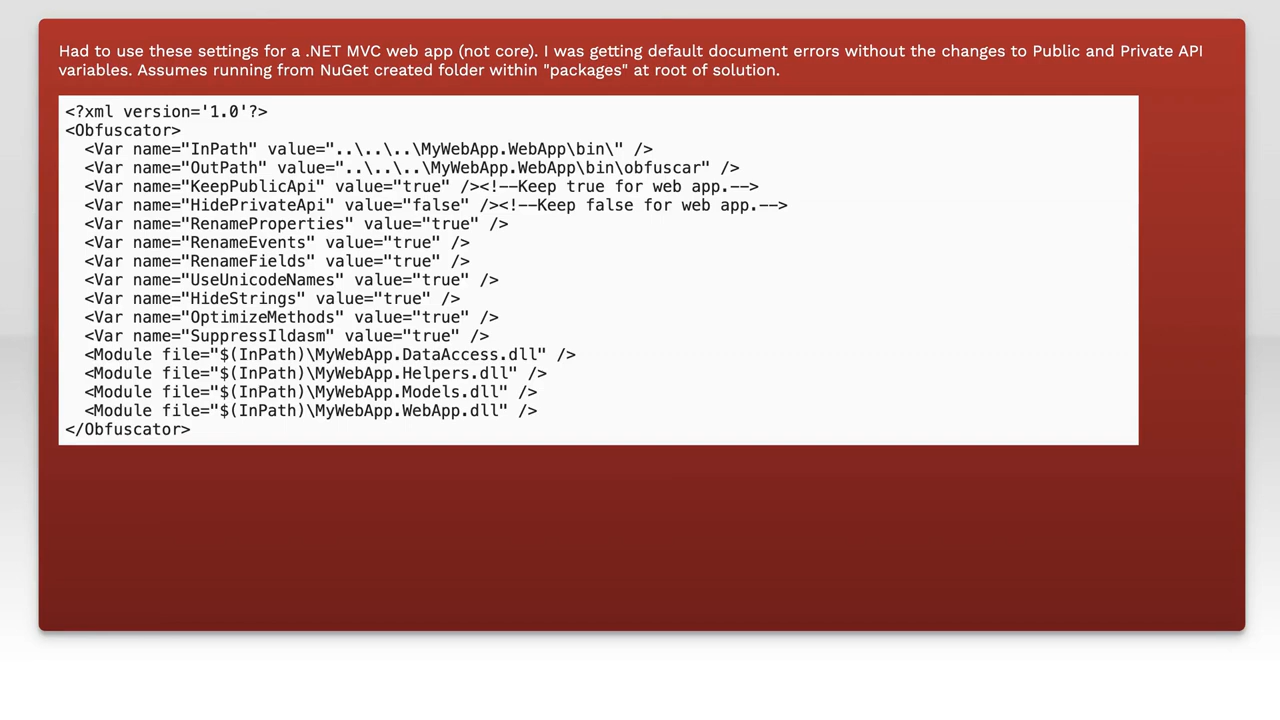 Had to use these settings for a .NET MVC web app (not core). I was getting default document errors without the changes to Public and Private API
variables. Assumes running from NuGet created folder within "packages" at root of solution.
<?xml version='1.0'?>
<Obfuscator>
  <Var name="InPath" value="..\..\..\MyWebApp.WebApp\bin\" />
  <Var name="OutPath" value="..\..\..\MyWebApp.WebApp\bin\obfuscar" />
  <Var name="KeepPublicApi" value="true" /><!--Keep true for web app.-->
  <Var name="HidePrivateApi" value="false" /><!--Keep false for web app.-->
  <Var name="RenameProperties" value="true" />
  <Var name="RenameEvents" value="true" />
  <Var name="RenameFields" value="true" />
  <Var name="UseUnicodeNames" value="true" />
  <Var name="HideStrings" value="true" />
  <Var name="OptimizeMethods" value="true" />
  <Var name="SuppressIldasm" value="true" />
  <Module file="$(InPath)\MyWebApp.DataAccess.dll" />
  <Module file="$(InPath)\MyWebApp.Helpers.dll" />
  <Module file="$(InPath)\MyWebApp.Models.dll" />
  <Module file="$(InPath)\MyWebApp.WebApp.dll" />
</Obfuscator>